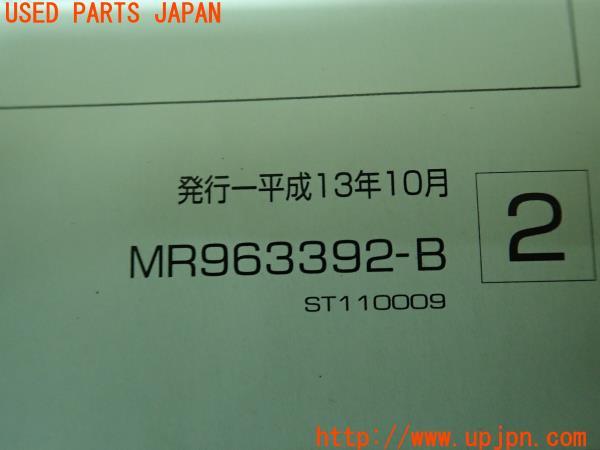 USED PARTS JAPAN
発行ー平成13年10月
2
MR963392-B
ST110009
http://www.upjpn.com/